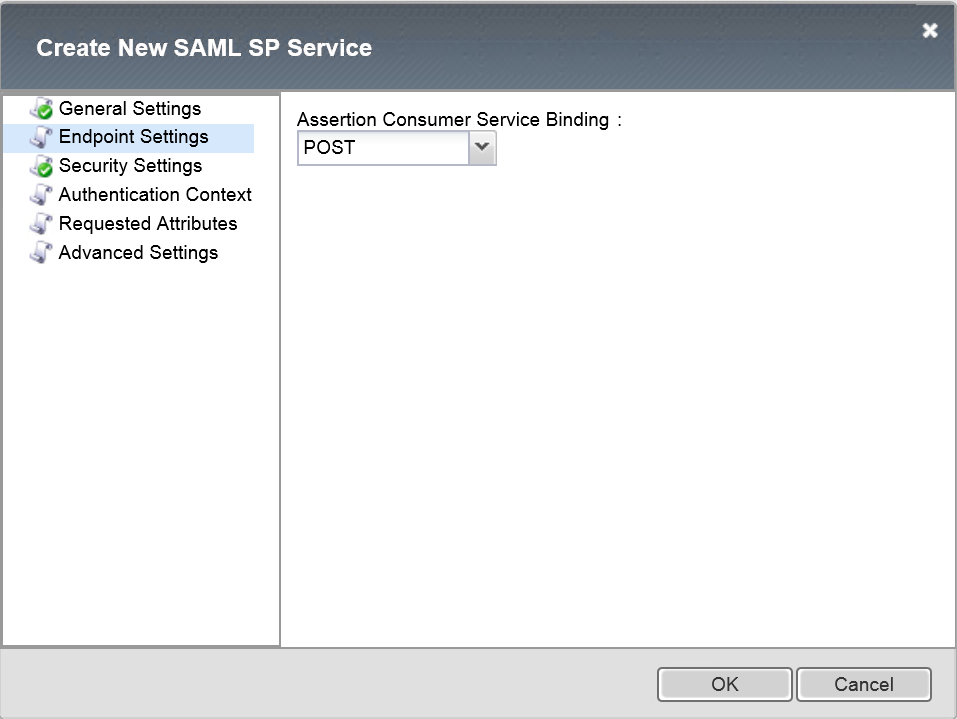 Create New SAML SP Service
General Settings
Endpoint Settings
Security Settings
Authentication Context
Requested Attributes
Advanced Settings
Assertion Consumer Service Binding :
POST
OK
Cancel